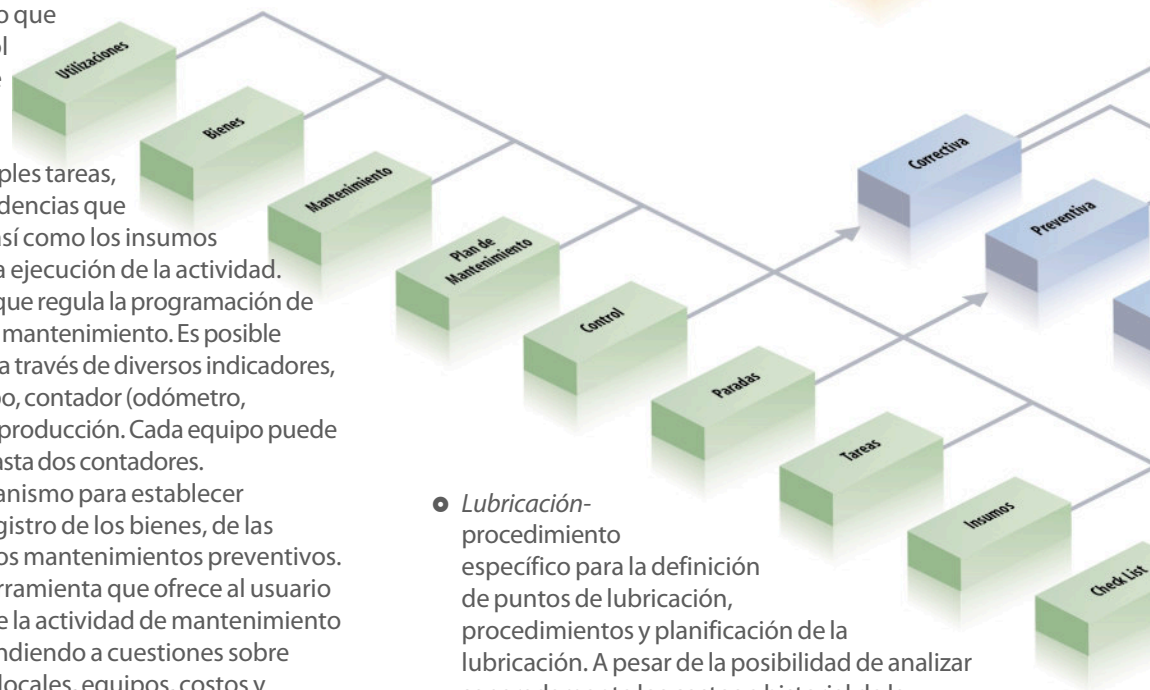 o que
ol
e
ples tareas,
dencias que
así como los insumos
a ejecución de la actividad.
que regula la programación de
mantenimiento. Es posible
a través de diversos indicadores,
po, contador (odómetro,
producción. Cada equipo puede
asta dos contadores.
anismo para establecer
gistro de los bienes, de las
os mantenimientos preventivos.
rramienta que ofrece al usuario
e la actividad de mantenimiento
ndiendo a cuestiones sobre
locales, equipos, costos y
Lubricación-
procedimiento
específico para la definición
de puntos de lubricación,
procedimientos y planificación de la
lubricación. A pesar de la posibilidad de analizar
Utilizaciones
Bienes
Mantenimiento
Plan de
Mantenimiento
Control
Paradas
Tareas
Insumos
Check List
Correctiva
Preventiva